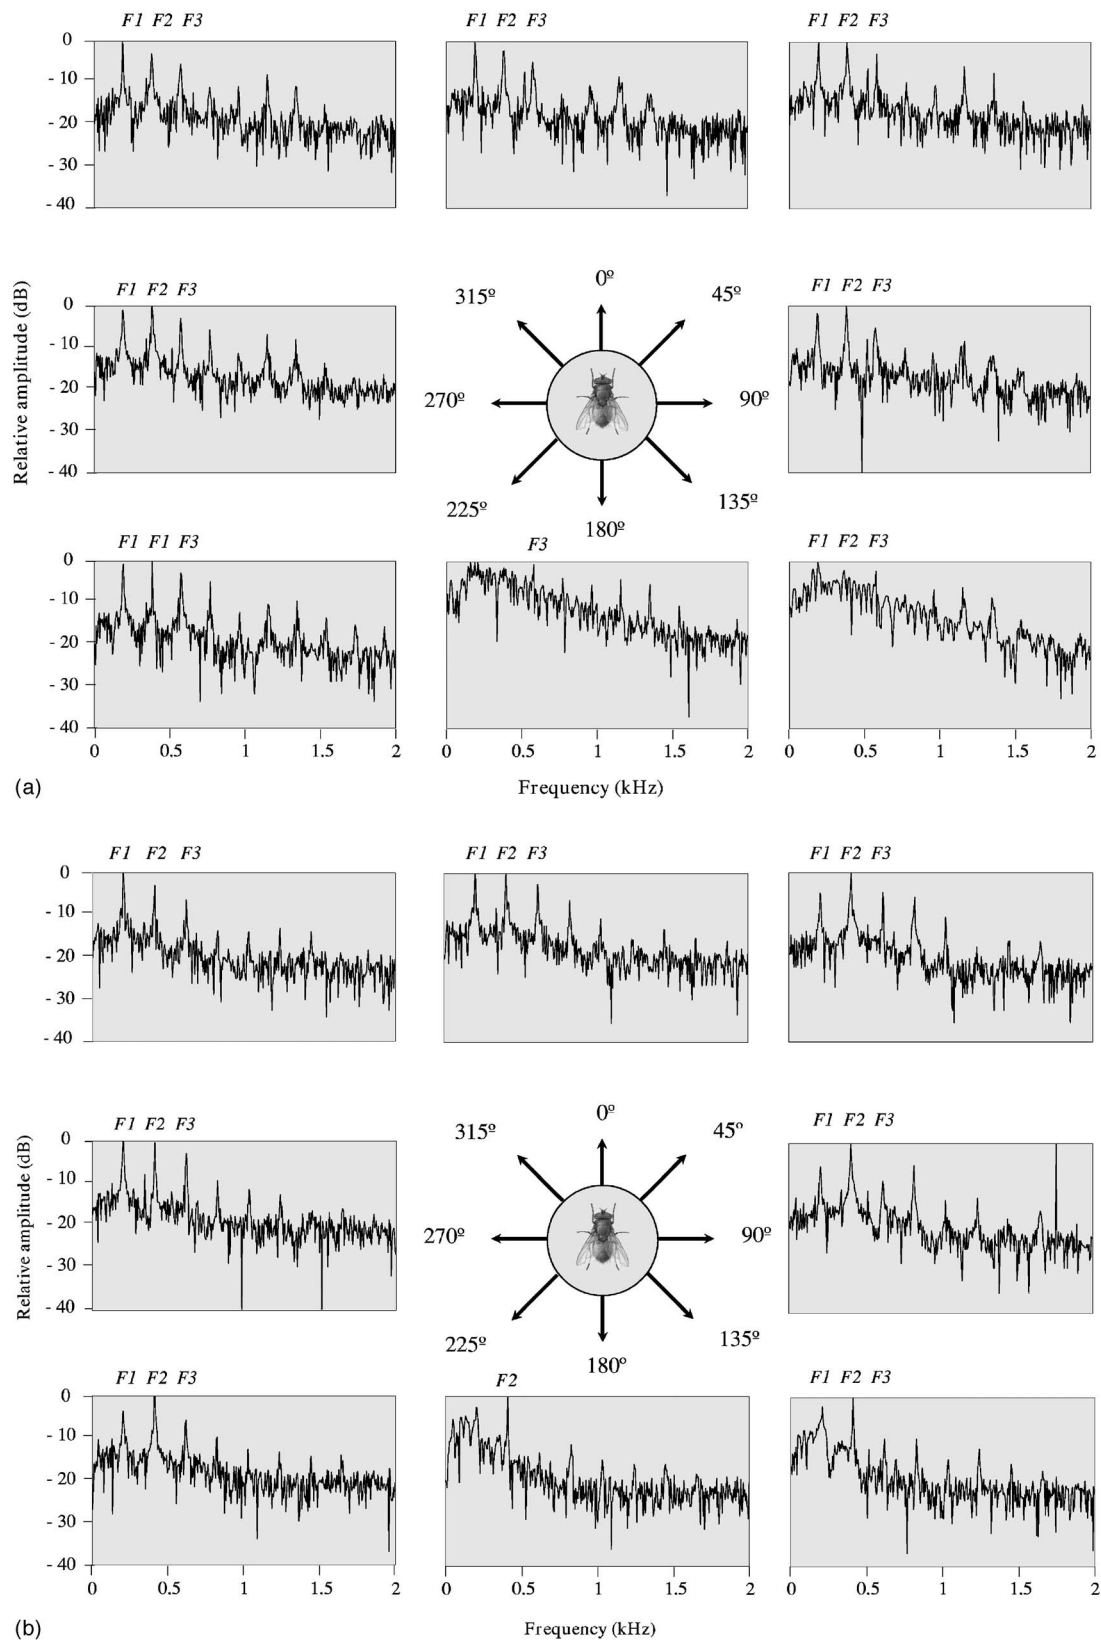 F1 F2 F3 F1 F2 F3 F1 F2 F3
0
- 10
- 20
- 30
- 40
Relative amplitude (dB)
F1 F2 F3 F1 F2 F3
0
- 10
- 20
- 30
- 40
0º
45º
90º
135º
180º
225º
270º
315º
F1 F1 F3 F3 F1 F2 F3
0
- 10
- 20
- 30
- 40
0 0.5 1 1.5 2 0 0.5 1 1.5 2 0 0.5 1 1.5 2
(a) Frequency (kHz)
F1 F2 F3 F1 F2 F3 F1 F2 F3
0
- 10
- 20
- 30
- 40
Relative amplitude (dB)
F1 F2 F3 F1 F2 F3
0
- 10
- 20
- 30
- 40
0º
45º
90º
135º
180º
225º
270º
315º
F1 F2 F3 F2 F1 F2 F3
0
- 10
- 20
- 30
- 40
0 0.5 1 1.5 2 0 0.5 1 1.5 2 0 0.5 1 1.5 2
(b) Frequency (kHz)